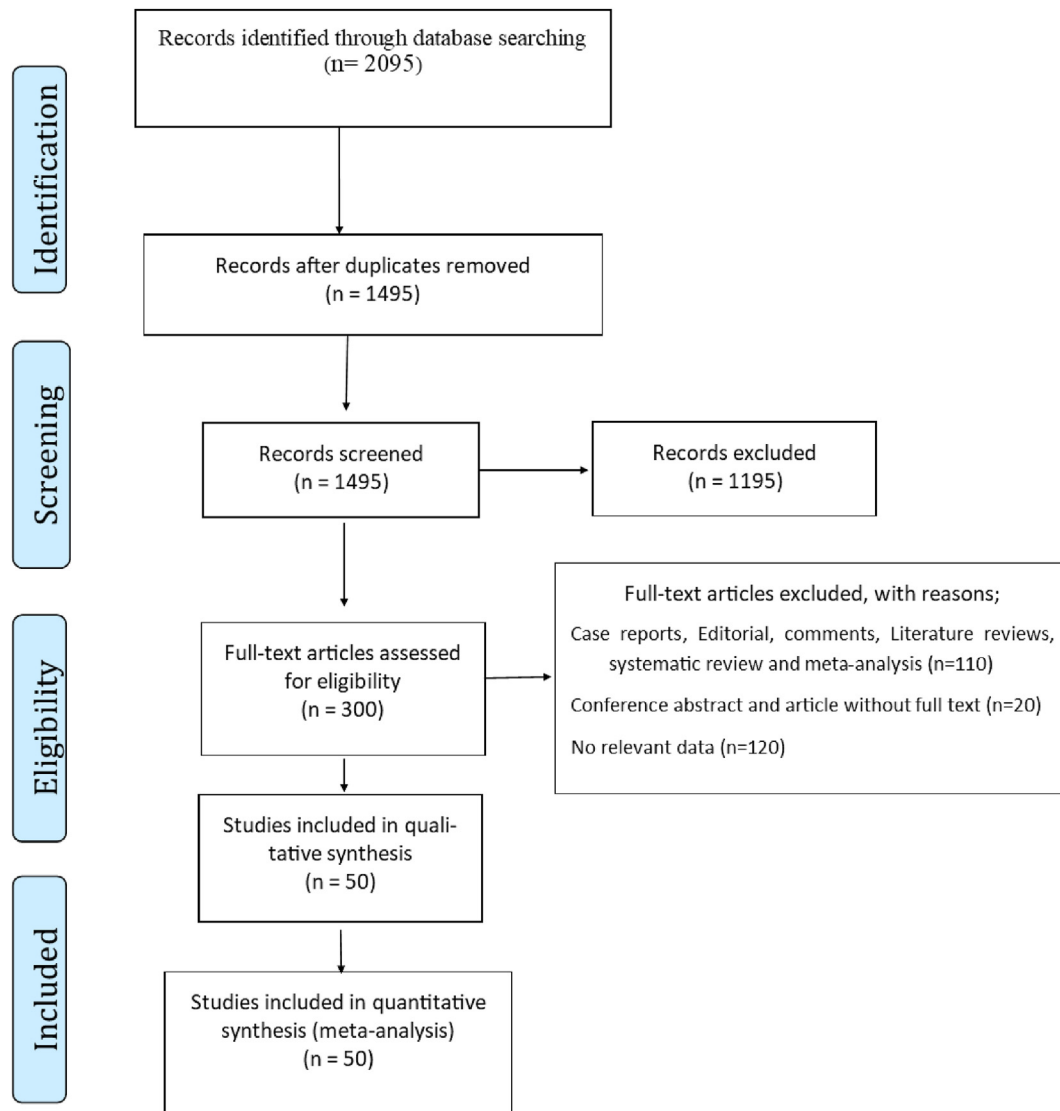 Records identified through database searching
(n= 2095)
Identification
Records after duplicates removed
(n = 1495)
Screening
Records screened
(n = 1495)
Records excluded
(n = 1195)
Eligibility
Full-text articles assessed
for eligibility
(n = 300)
Full-text articles excluded, with reasons;
Case reports, Editorial, comments, Literature reviews,
systematic review and meta-analysis (n=110)
Conference abstract and article without full text (n=20)
No relevant data (n=120)
Studies included in quali-
tative synthesis
(n = 50)
Included
Studies included in quantitative
synthesis (meta-analysis)
(n = 50)